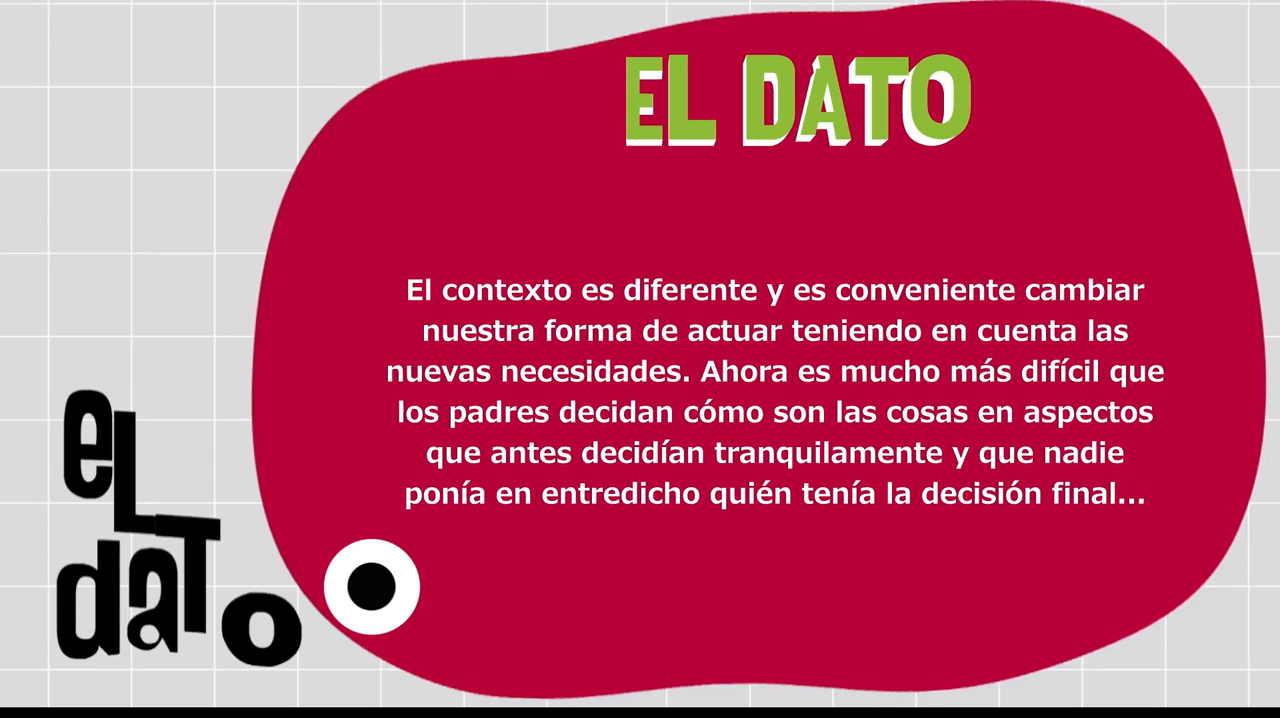 EL DATO
El contexto es diferente y es conveniente cambiar
nuestra forma de actuar teniendo en cuenta las
nuevas necesidades. Ahora es mucho más difícil que
los padres decidan cómo son las cosas en aspectos
que antes decidían tranquilamente y que nadie
ponía en entredicho quién tenía la decisión final...
eL
daTo